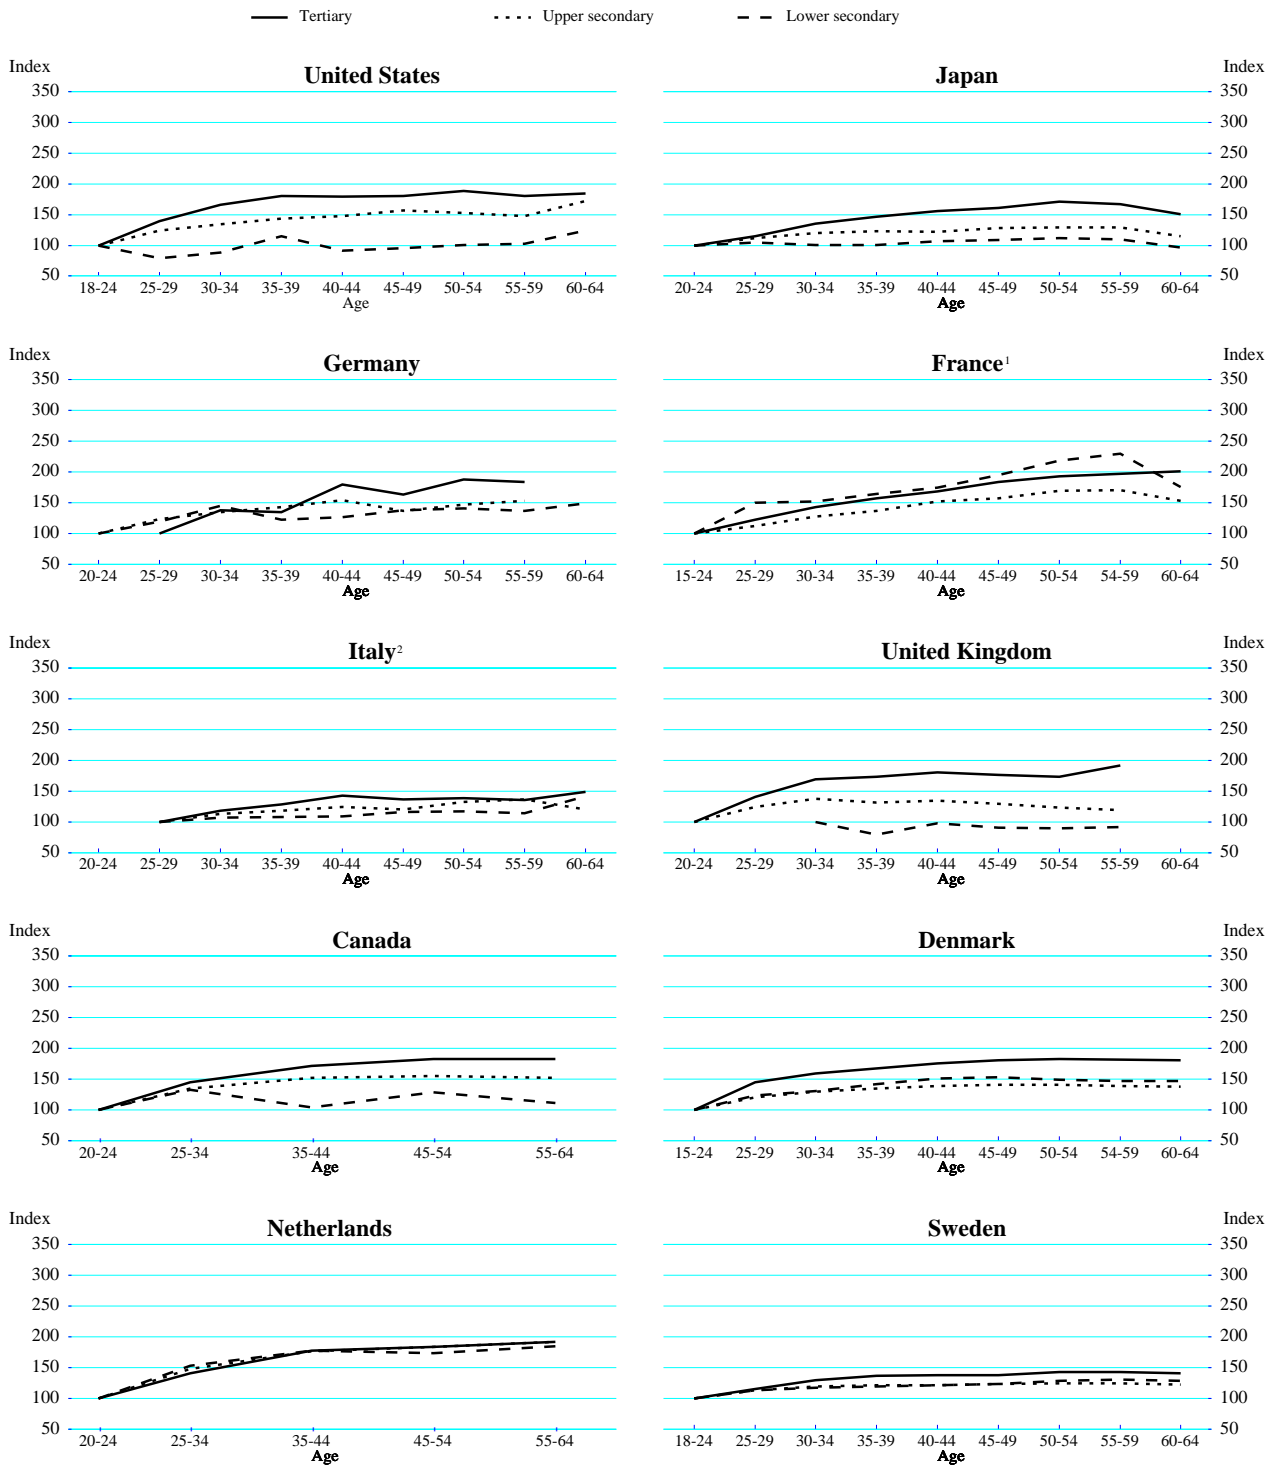 Tertiary Upper secondary Lower secondary
Index United States Japan Index
350 350
300 300
250 250
200 200
150 150
100 100
50 50
18-24 25-29 30-34 35-39 40-44 45-49 50-54 55-59 60-64 20-24 25-29 30-34 35-39 40-44 45-49 50-54 55-59 60-64
Age Age
Index Germany France1 Index
350 350
300 300
250 250
200 200
150 150
100 100
50 50
20-24 25-29 30-34 35-39 40-44 45-49 50-54 55-59 60-64 15-24 25-29 30-34 35-39 40-44 45-49 50-54 54-59 60-64
Age Age
Index Italy2 United Kingdom Index
350 350
300 300
250 250
200 200
150 150
100 100
50 50
20-24 25-29 30-34 35-39 40-44 45-49 50-54 55-59 60-64 20-24 25-29 30-34 35-39 40-44 45-49 50-54 55-59 60-64
Age Age
Index Canada Denmark Index
350 350
300 300
250 250
200 200
150 150
100 100
50 50
20-24 25-34 35-44 45-54 55-64 15-24 25-29 30-34 35-39 40-44 45-49 50-54 54-59 60-64
Age Age
Index Netherlands Sweden Index
350 350
300 300
250 250
200 200
150 150
100 100
50 50
20-24 25-34 35-44 45-54 55-64 18-24 25-29 30-34 35-39 40-44 45-49 50-54 55-59 60-64
Age Age